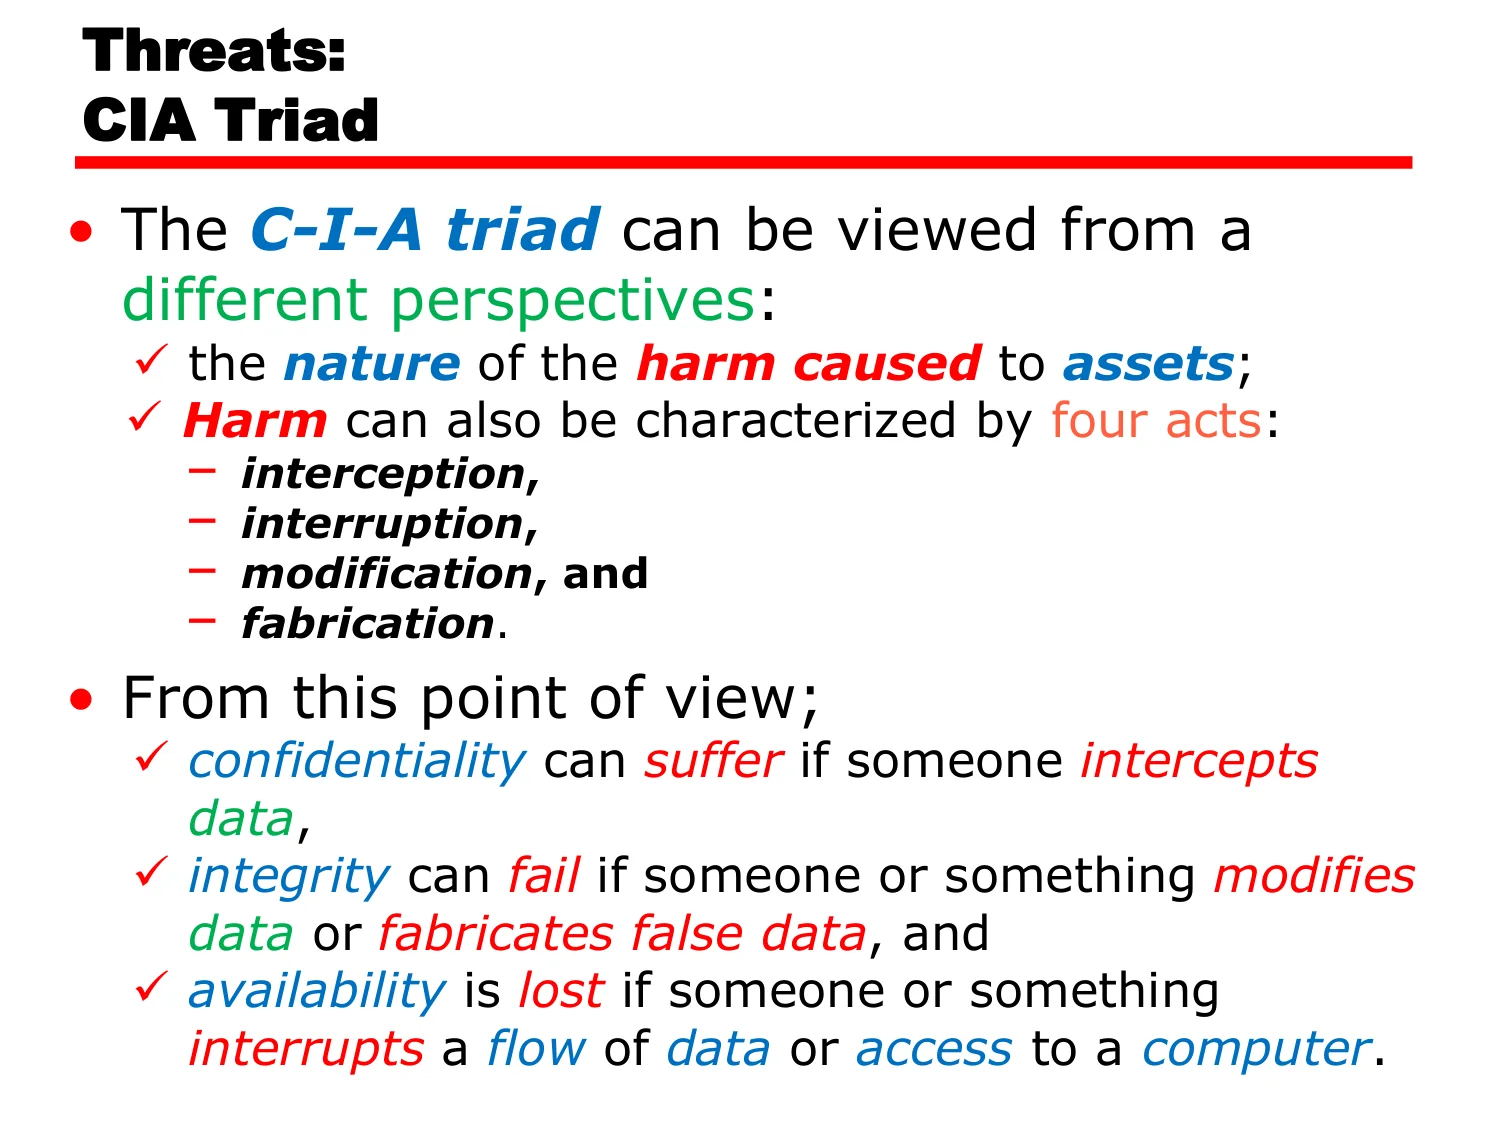 Threats:
CIA Triad
• The C-I-A triad can be viewed from a
different perspectives:
✓ the nature of the harm caused to assets;
✓ Harm can also be characterized by four acts:
– interception,
– interruption,
– modification, and
– fabrication.
• From this point of view;
✓ confidentiality can suffer if someone intercepts
data,
✓ integrity can fail if someone or something modifies
data or fabricates false data, and
✓ availability is lost if someone or something
interrupts a flow of data or access to a computer.